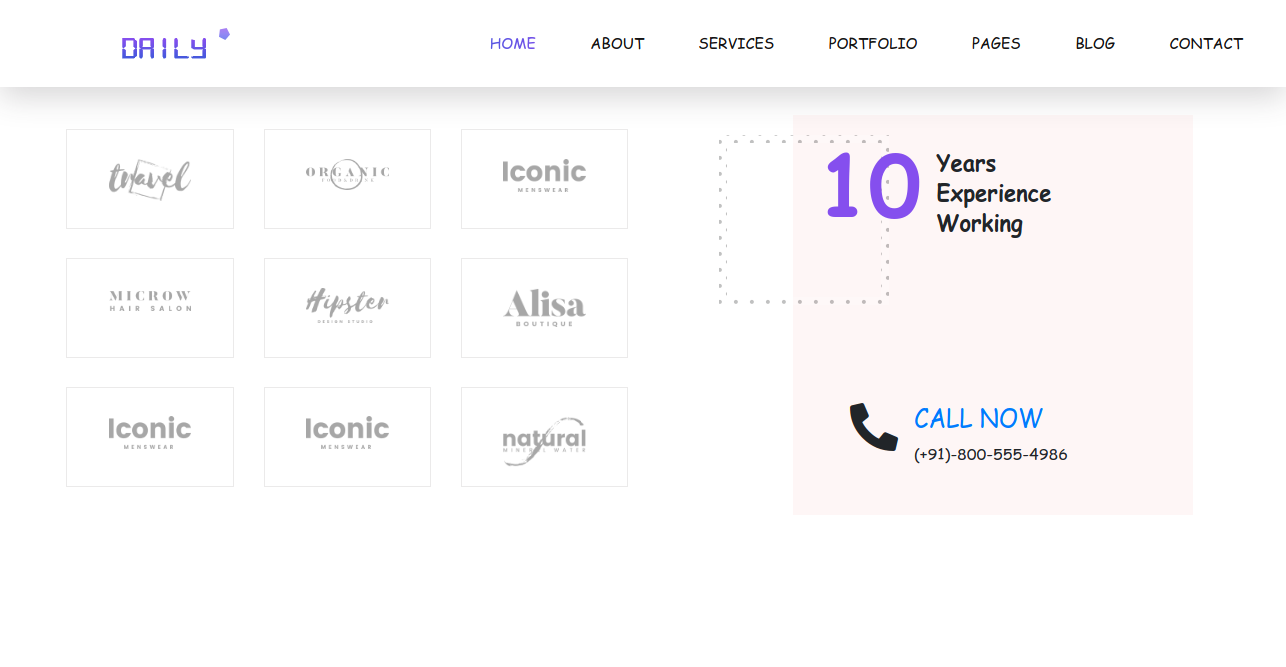 DAILY
HOME ABOUT SERVICES PORTFOLIO PAGES BLOG CONTACT
travel
ORGANIC
Iconic
MENSWEAR
MICROW
HAIR SALON
Hipster
DESIGN STUDIO
Alisa
BOUTIQUE
Iconic
MENSWEAR
Iconic
MENSWEAR
natural
MINERAL WATER
10
Years
Experience
Working
CALL NOW
(+91)-800-555-4986